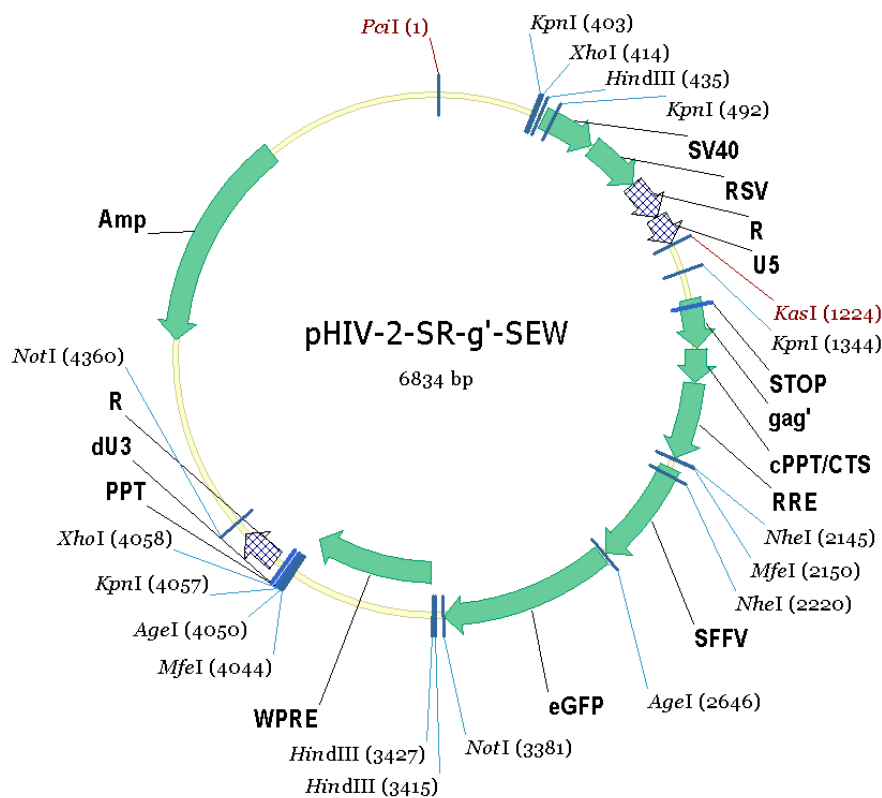 PciI (1)
KpnI (403)
XhoI (414)
HindIII (435)
KpnI (492)
SV40
RSV
R
U5
KasI (1224)
KpnI (1344)
STOP
gag'
cPPT/CTS
RRE
NheI (2145)
MfeI (2150)
NheI (2220)
SFFV
AgeI (2646)
eGFP
NotI (3381)
HindIII (3427)
HindIII (3415)
WPRE
MfeI (4044)
AgeI (4050)
KpnI (4057)
XhoI (4058)
PPT
dU3
R
NotI (4360)
Amp
pHIV-2-SR-g'-SEW
6834 bp